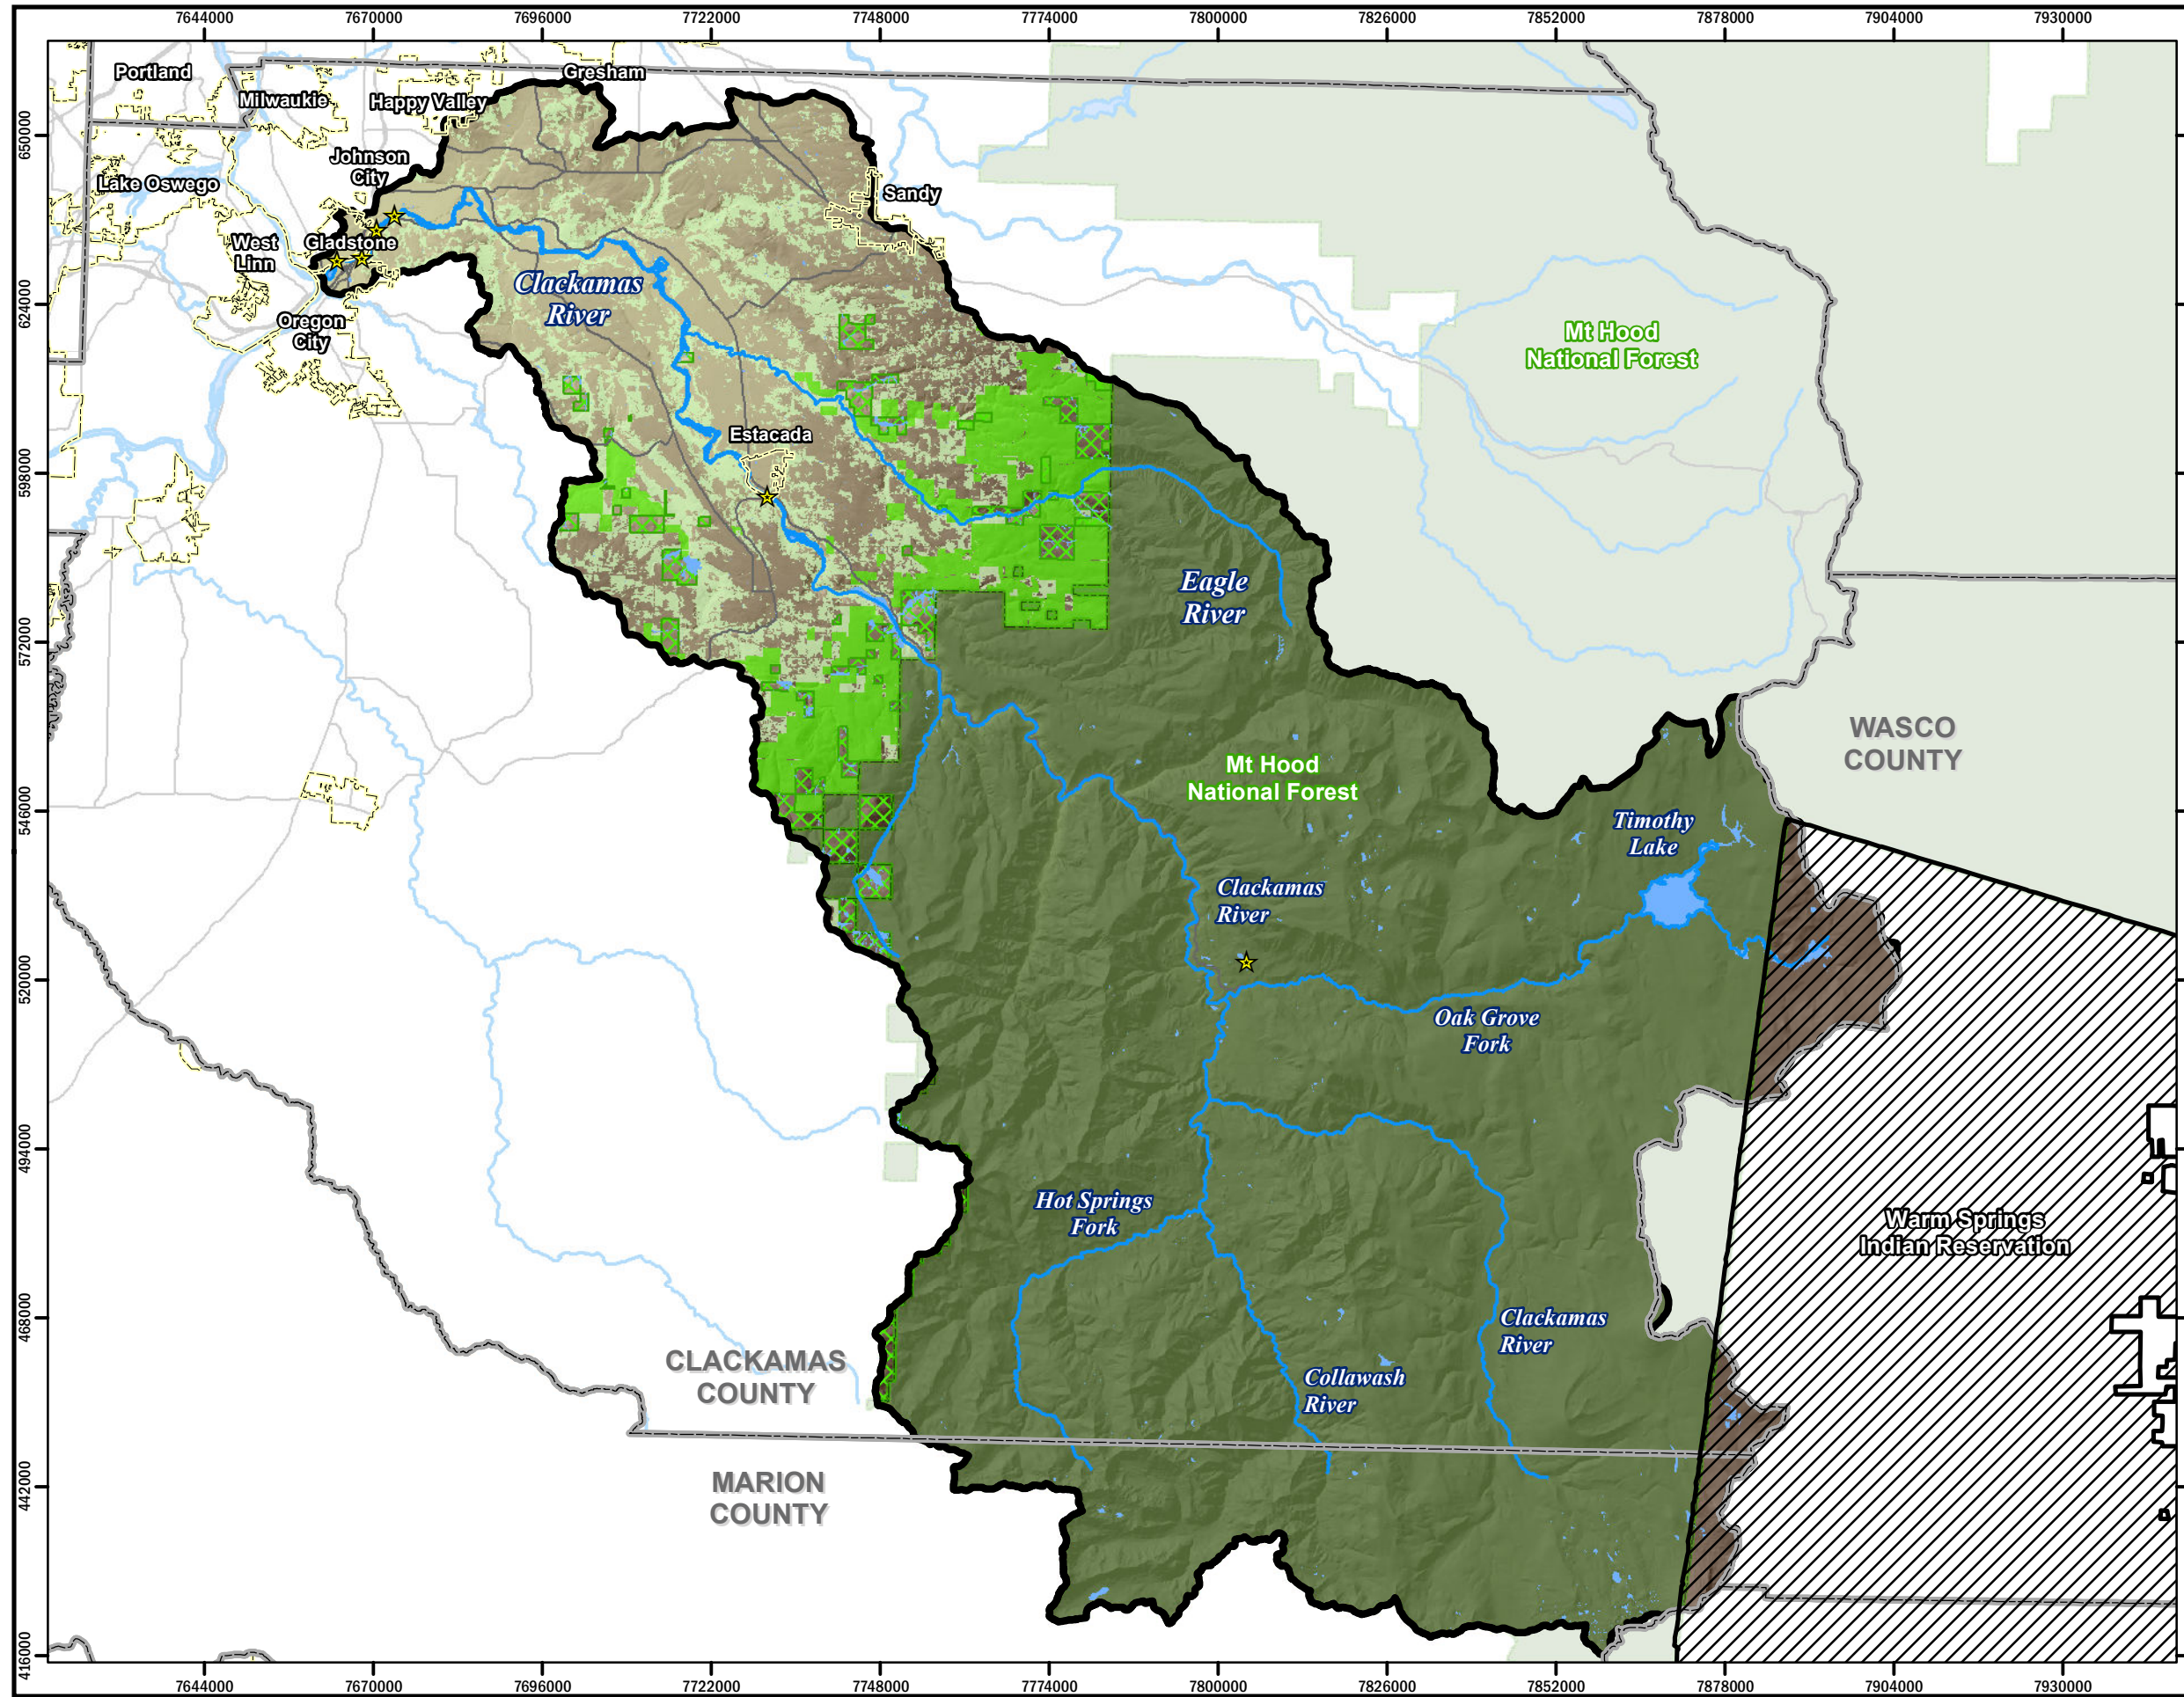 7644000 7670000 7696000 7722000 7748000 7774000 7800000 7826000 7852000 7878000 7904000 7930000
Portland
Gresham
Milwaukie
Happy Valley
650000
Johnson
City
Lake Oswego
Sandy
West
Linn
Gladstone
Clackamas
River
624000
Oregon
City
Mt Hood
National Forest
Estacada
598000
Eagle
River
572000
WASCO
COUNTY
Mt Hood
National Forest
546000
Timothy
Lake
Clackamas
River
520000
Oak Grove
Fork
494000
Hot Springs
Fork
Warm Springs
Indian Reservation
468000
Clackamas
River
CLACKAMAS
COUNTY
Collawash
River
442000
MARION
COUNTY
416000
7644000 7670000 7696000 7722000 7748000 7774000 7800000 7826000 7852000 7878000 7904000 7930000